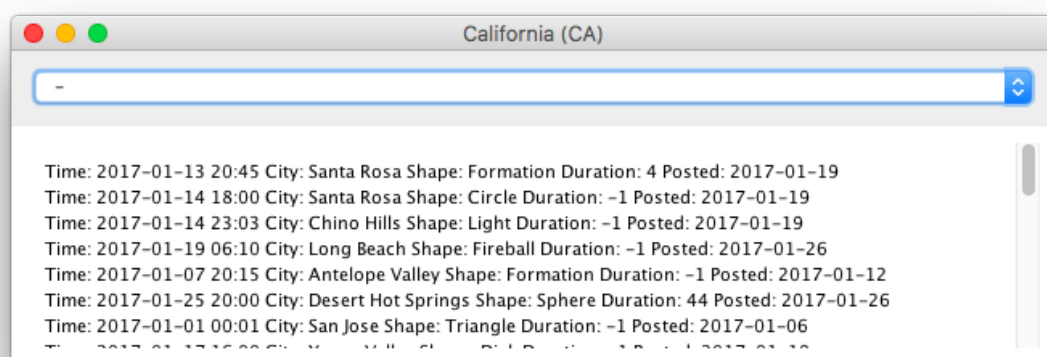 California (CA)
-
Time: 2017-01-13 20:45 City: Santa Rosa Shape: Formation Duration: 4 Posted: 2017-01-19
Time: 2017-01-14 18:00 City: Santa Rosa Shape: Circle Duration: -1 Posted: 2017-01-19
Time: 2017-01-14 23:03 City: Chino Hills Shape: Light Duration: -1 Posted: 2017-01-19
Time: 2017-01-19 06:10 City: Long Beach Shape: Fireball Duration: -1 Posted: 2017-01-26
Time: 2017-01-07 20:15 City: Antelope Valley Shape: Formation Duration: -1 Posted: 2017-01-12
Time: 2017-01-25 20:00 City: Desert Hot Springs Shape: Sphere Duration: 44 Posted: 2017-01-26
Time: 2017-01-01 00:01 City: San Jose Shape: Triangle Duration: -1 Posted: 2017-01-06